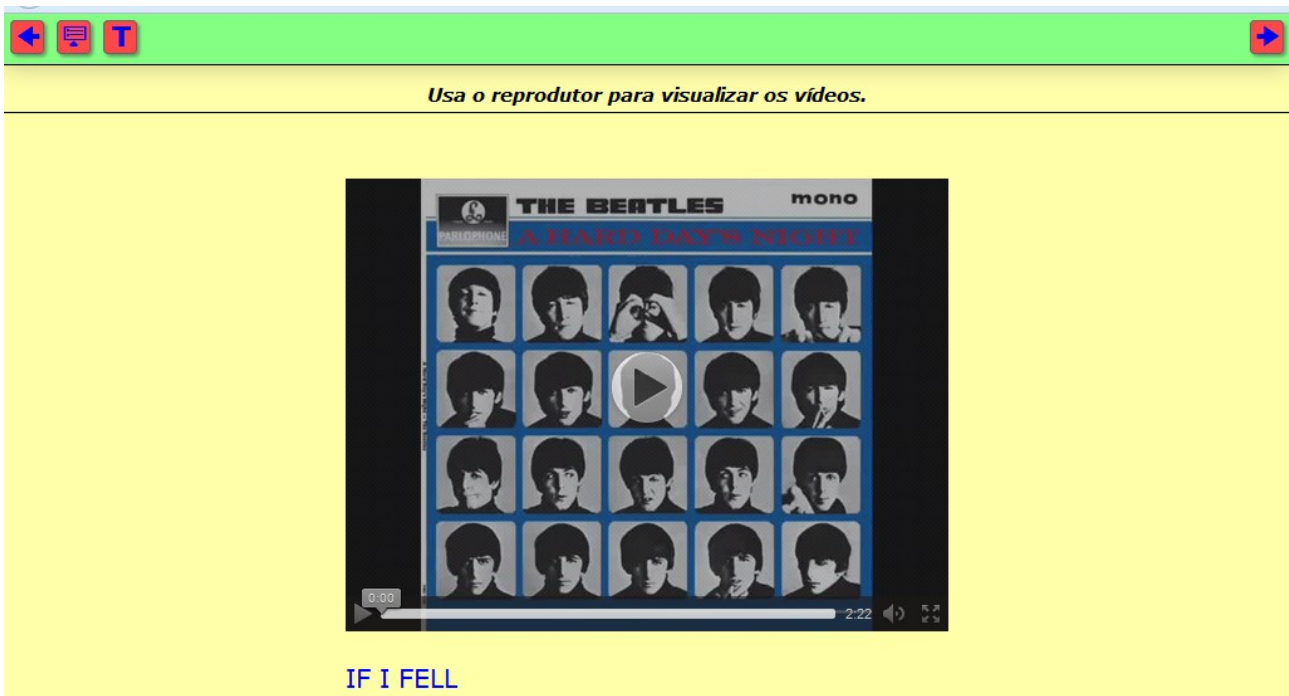 T
Usa o reprodutor para visualizar os vídeos.
THE BEATLES
mono
PARLOPHONE
A HARD DAY'S NIGHT
0:00
2:22
IF I FELL